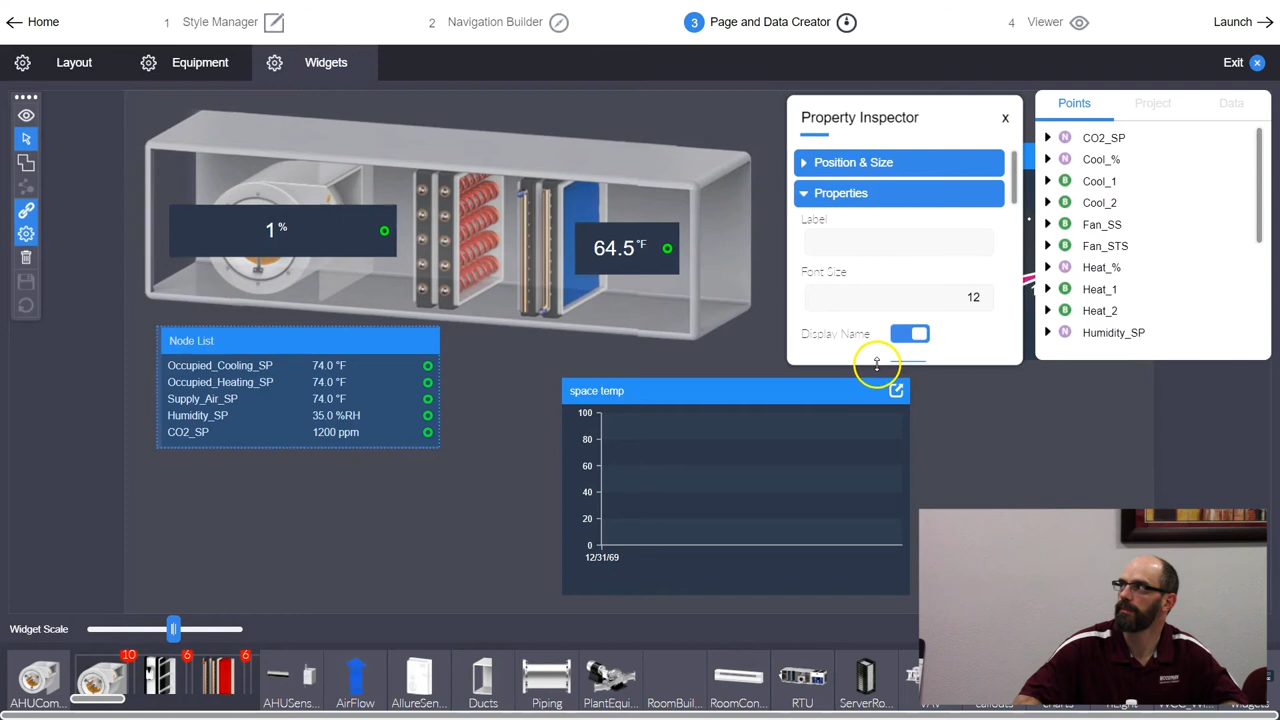 Home
1 Style Manager
2 Navigation Builder
3 Page and Data Creator
4 Viewer
Launch
Layout
Equipment
Widgets
Exit
Property Inspector
x
Position & Size
Properties
Label
Font Size
12
Display Name
Points
Project
Data
N CO2_SP
N Cool_%
B Cool_1
B Cool_2
B Fan_SS
B Fan_STS
N Heat_%
B Heat_1
B Heat_2
N Humidity_SP
1 %
64.5 °F
Node List
Occupied_Cooling_SP 74.0 °F
Occupied_Heating_SP 74.0 °F
Supply_Air_SP 74.0 °F
Humidity_SP 35.0 %RH
CO2_SP 1200 ppm
space temp
100
80
60
40
20
0
12/31/69
Widget Scale
10
6
6
AHUCom...
AHUSens...
AirFlow
AllureSen...
Ducts
Piping
PlantEqui...
RoomBuil...
RoomCon...
RTU
ServerRo...